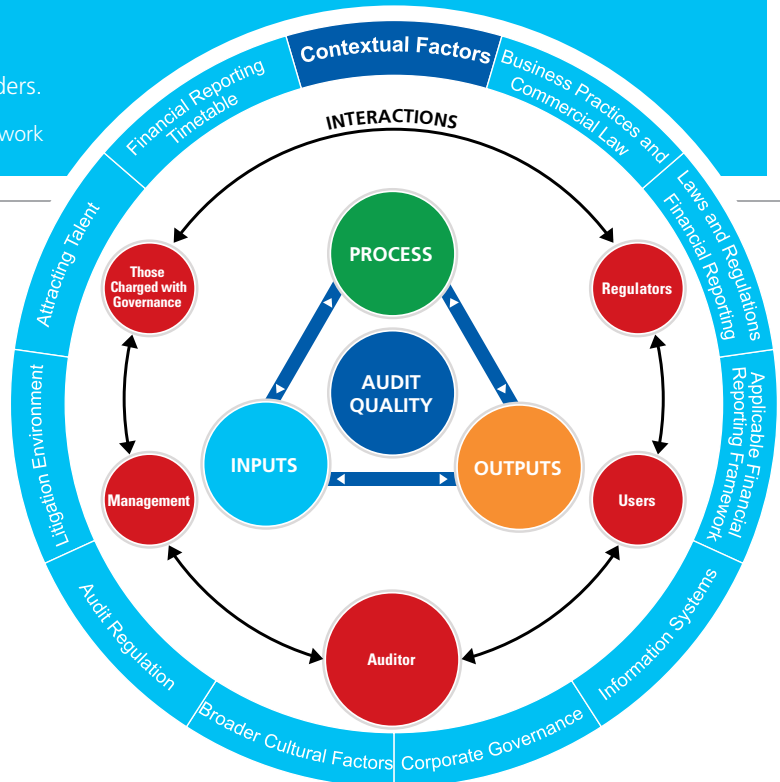 ders.
work
Contextual Factors
Business Practices and
Commercial Law
Laws and Regulations
Financial Reporting
Applicable Financial
Reporting Framework
Information Systems
Corporate Governance
Broader Cultural Factors
Audit Regulation
Litigation Environment
Attracting Talent
Financial Reporting
Timetable
INTERACTIONS
PROCESS
Those
Charged with
Governance
Regulators
AUDIT
QUALITY
INPUTS
OUTPUTS
Management
Users
Auditor